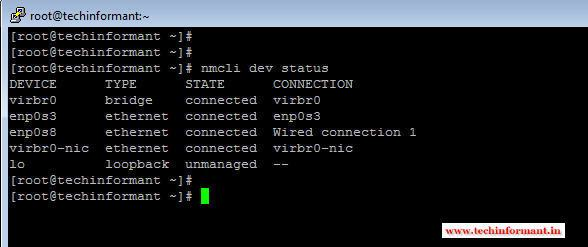 root@techinformant:~
[root@techinformant ~]#
[root@techinformant ~]#
[root@techinformant ~]# nmcli dev status
DEVICE TYPE STATE CONNECTION
virbr0 bridge connected virbr0
enp0s3 ethernet connected enp0s3
enp0s8 ethernet connected Wired connection 1
virbr0-nic ethernet connected virbr0-nic
lo loopback unmanaged --
[root@techinformant ~]#
[root@techinformant ~]#
www.techinformant.in